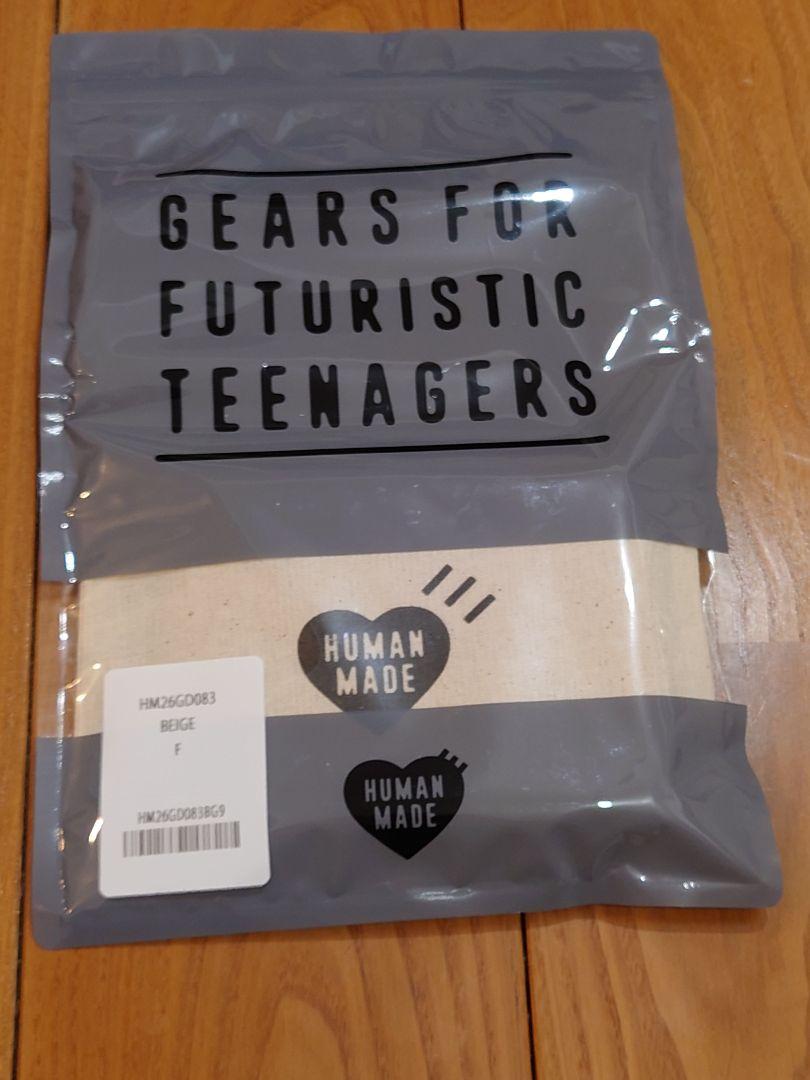 GEARS FOR
FUTURISTIC
TEENAGERS
HUMAN
MADE
HM26GD083
BEIGE
F
HM26GD083BG9
HUMAN
MADE